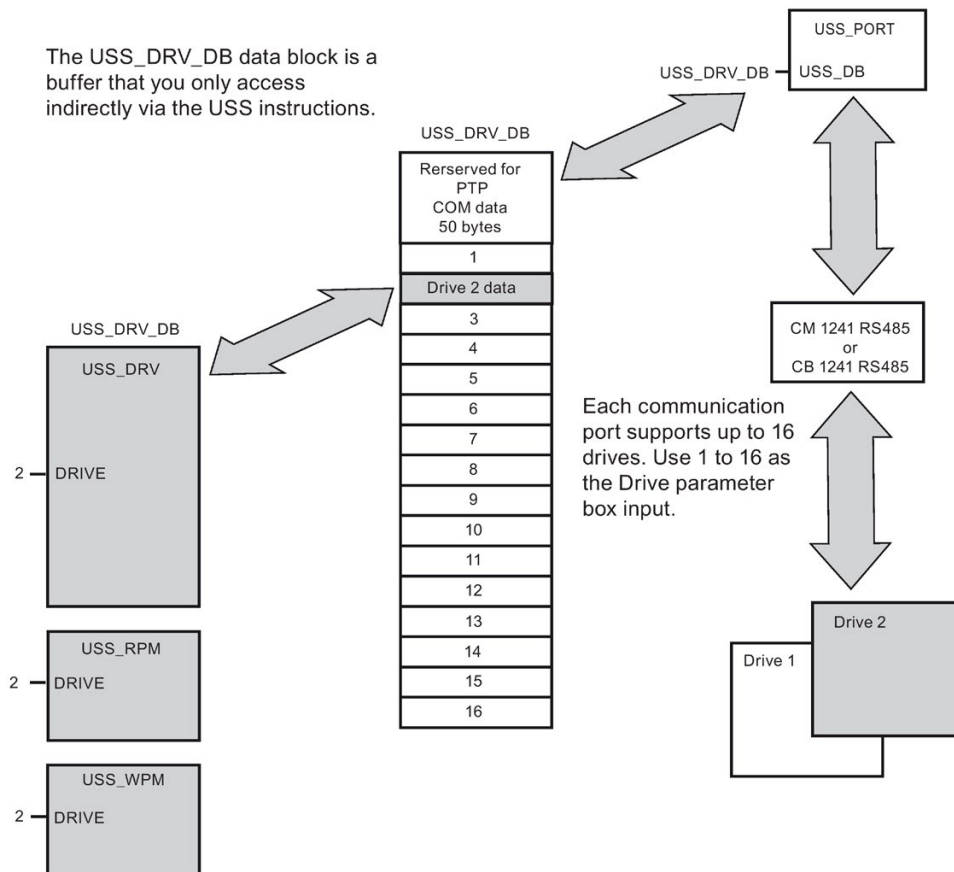 The USS_DRV_DB data block is a
buffer that you only access
indirectly via the USS instructions.
USS_PORT
USS_DRV_DB
USS_DB
USS_DRV_DB
Rerserved for
PTP
COM data
50 bytes
1
Drive 2 data
3
4
5
6
7
8
9
10
11
12
13
14
15
16
USS_DRV_DB
USS_DRV
2
DRIVE
USS_RPM
2
DRIVE
USS_WPM
2
DRIVE
CM 1241 RS485
or
CB 1241 RS485
Each communication
port supports up to 16
drives. Use 1 to 16 as
the Drive parameter
box input.
Drive 2
Drive 1